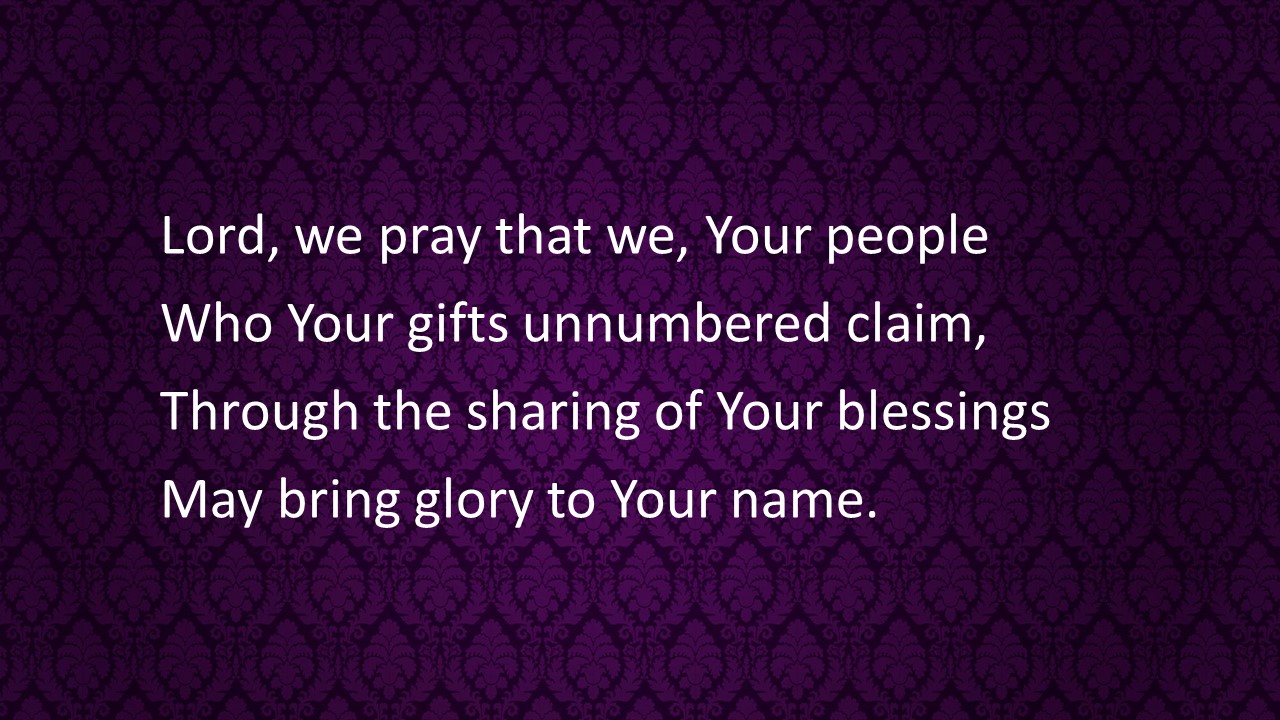 Lord, we pray that we, Your people
Who Your gifts unnumbered claim,
Through the sharing of Your blessings
May bring glory to Your name.